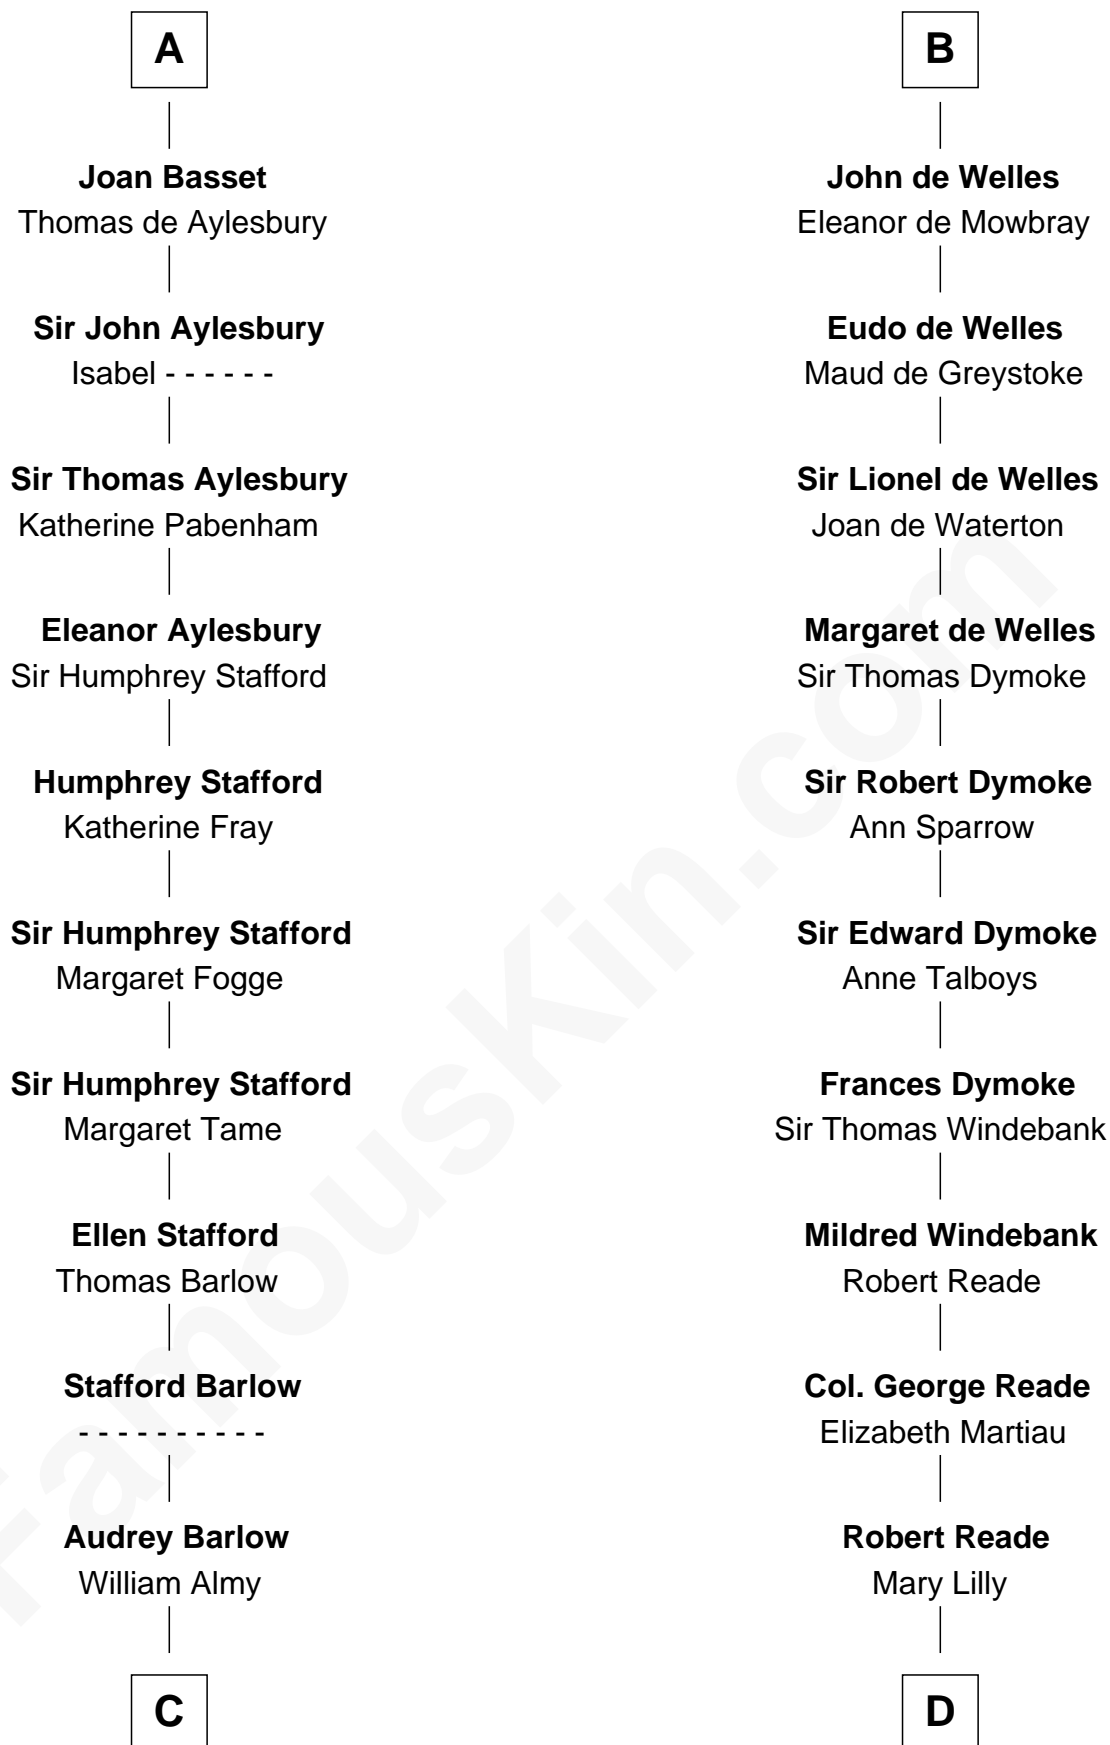 A
Joan Basset
Thomas de Aylesbury
Sir John Aylesbury
Isabel - - - - - -
Sir Thomas Aylesbury
Katherine Pabenham
Eleanor Aylesbury
Sir Humphrey Stafford
Humphrey Stafford
Katherine Fray
Sir Humphrey Stafford
Margaret Fogge
Sir Humphrey Stafford
Margaret Tame
Ellen Stafford
Thomas Barlow
Stafford Barlow
- - - - - - - - - -
Audrey Barlow
William Almy
C
B
John de Welles
Eleanor de Mowbray
Eudo de Welles
Maud de Greystoke
Sir Lionel de Welles
Joan de Waterton
Margaret de Welles
Sir Thomas Dymoke
Sir Robert Dymoke
Ann Sparrow
Sir Edward Dymoke
Anne Talboys
Frances Dymoke
Sir Thomas Windebank
Mildred Windebank
Robert Reade
Col. George Reade
Elizabeth Martiau
Robert Reade
Mary Lilly
D
FamousKin.com